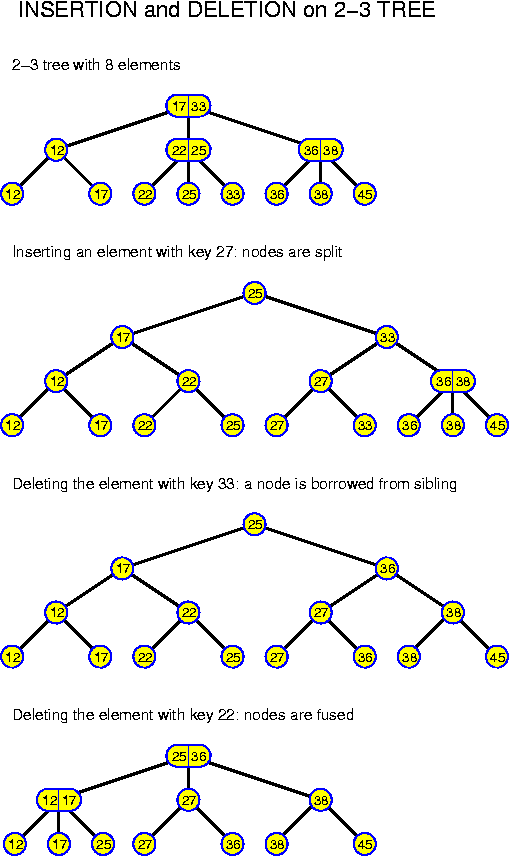 INSERTION and DELETION on 2−3 TREE
2−3 tree with 8 elements
17 33
12 22 25 36 38
12 17 22 25 33 36 38 45
Inserting an element with key 27: nodes are split
25
17 33
12 22 27 36 38
12 17 22 25 27 33 36 38 45
Deleting the element with key 33: a node is borrowed from sibling
25
17 36
12 22 27 38
12 17 22 25 27 36 38 45
Deleting the element with key 22: nodes are fused
25 36
12 17 27 38
12 17 25 27 36 38 45